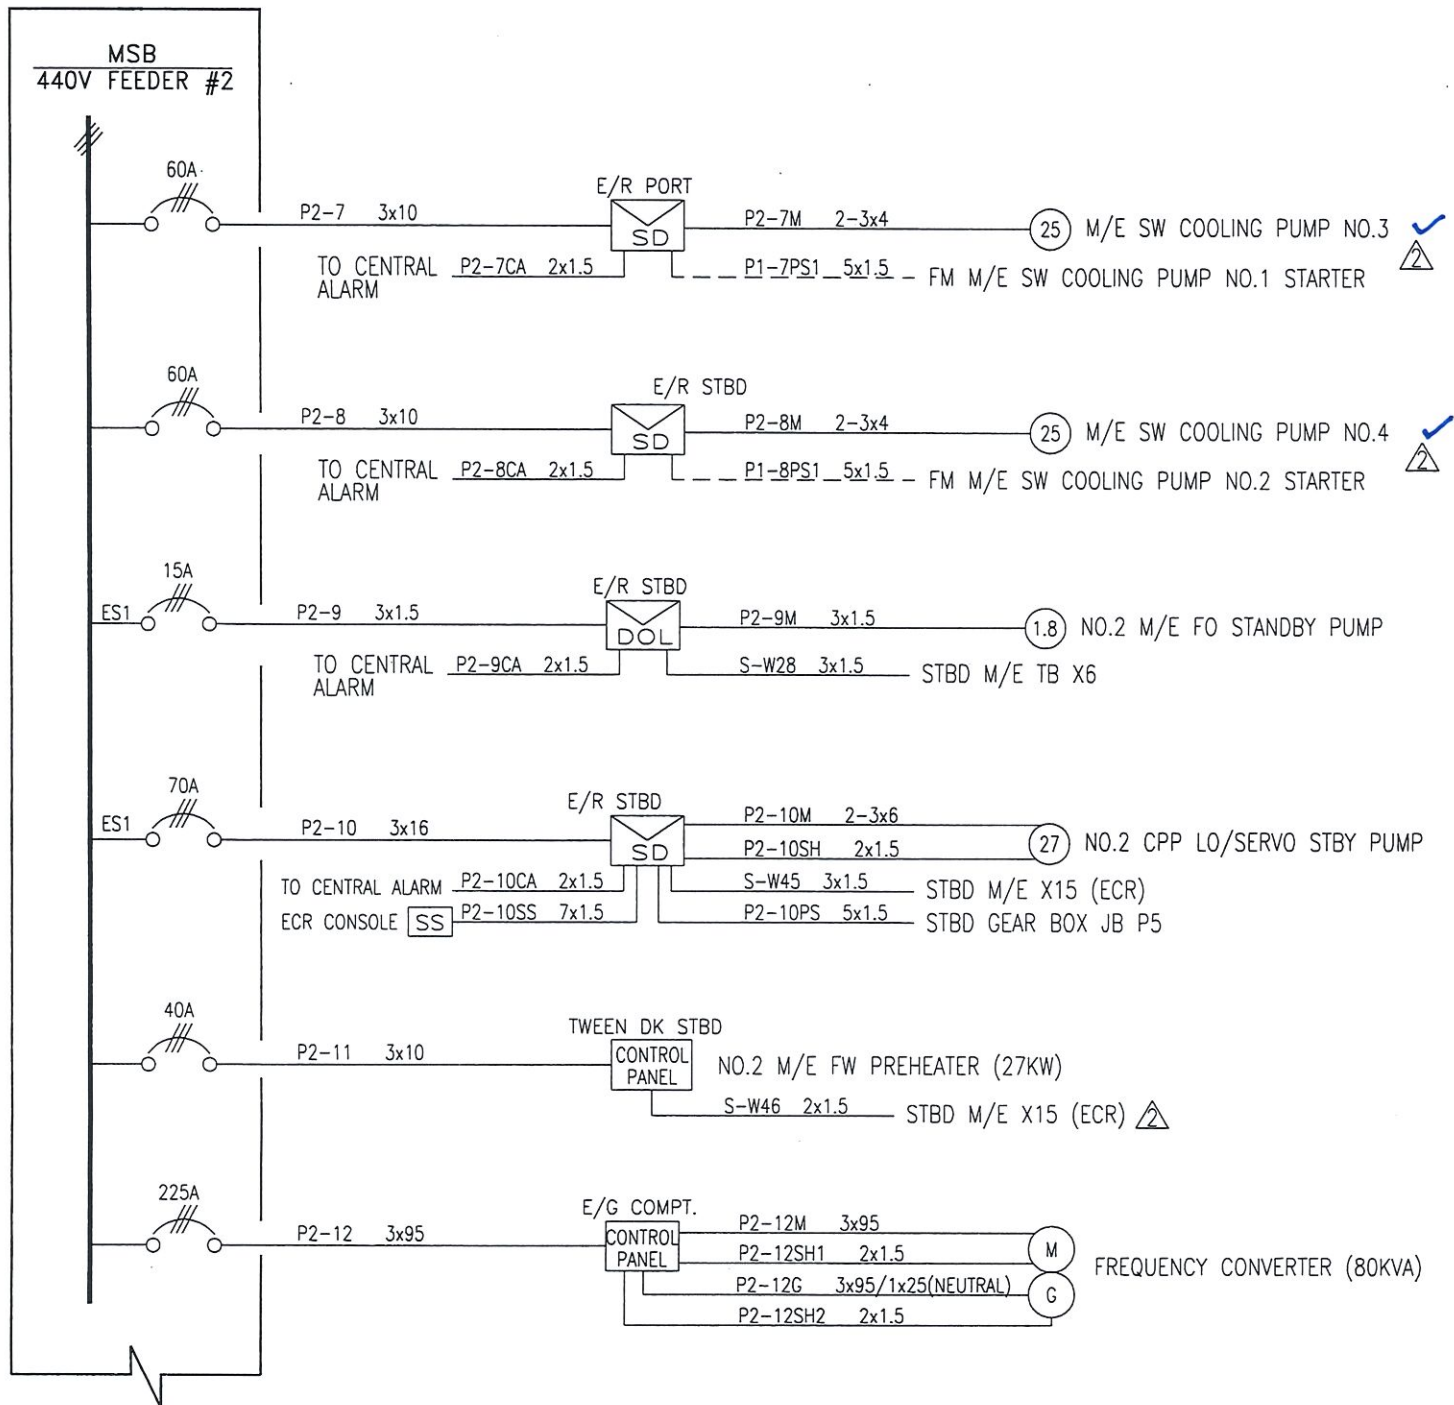 MSB
440V FEEDER #2
60A
P2-7 3x10
E/R PORT
SD
P2-7M 2-3x4
25
M/E SW COOLING PUMP NO.3
2
TO CENTRAL
ALARM
P2-7CA 2x1.5
P1-7PS1 5x1.5
FM M/E SW COOLING PUMP NO.1 STARTER
60A
P2-8 3x10
E/R STBD
SD
P2-8M 2-3x4
25
M/E SW COOLING PUMP NO.4
2
TO CENTRAL
ALARM
P2-8CA 2x1.5
P1-8PS1 5x1.5
FM M/E SW COOLING PUMP NO.2 STARTER
15A
ES1
P2-9 3x1.5
E/R STBD
DOL
P2-9M 3x1.5
1.8
NO.2 M/E FO STANDBY PUMP
TO CENTRAL
ALARM
P2-9CA 2x1.5
S-W28 3x1.5
STBD M/E TB X6
70A
ES1
P2-10 3x16
E/R STBD
SD
P2-10M 2-3x6
P2-10SH 2x1.5
27
NO.2 CPP LO/SERVO STBY PUMP
TO CENTRAL ALARM
P2-10CA 2x1.5
S-W45 3x1.5
STBD M/E X15 (ECR)
ECR CONSOLE SS
P2-10SS 7x1.5
P2-10PS 5x1.5
STBD GEAR BOX JB P5
40A
P2-11 3x10
TWEEN DK STBD
CONTROL
PANEL
NO.2 M/E FW PREHEATER (27KW)
S-W46 2x1.5
STBD M/E X15 (ECR) 2
225A
P2-12 3x95
E/G COMPT.
CONTROL
PANEL
P2-12M 3x95
P2-12SH1 2x1.5
M
P2-12G 3x95/1x25(NEUTRAL)
G
P2-12SH2 2x1.5
FREQUENCY CONVERTER (80KVA)